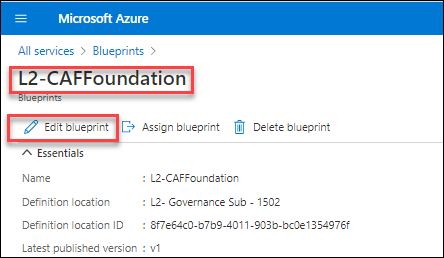 Microsoft Azure
All services > Blueprints >
L2-CAFFoundation
Blueprints
Edit blueprint Assign blueprint Delete blueprint
Essentials
Name : L2-CAFFoundation
Definition location : L2- Governance Sub - 1502
Definition location ID : 8f7e64c0-b7b9-4011-903b-bc0e1354976f
Latest published version : v1